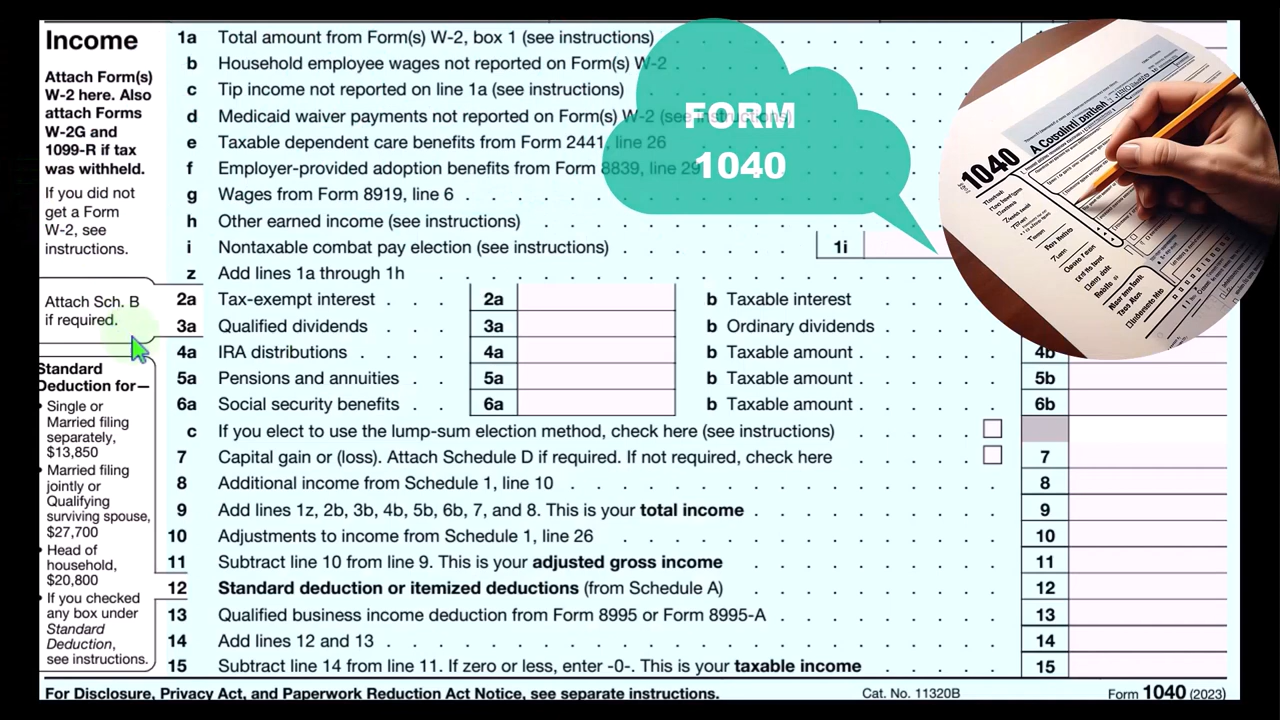 Income
Attach Form(s)
W-2 here. Also
attach Forms
W-2G and
1099-R if tax
was withheld.
If you did not
get a Form
W-2, see
instructions.
Attach Sch. B
if required.
Standard
Deduction for—
• Single or
Married filing
separately,
$13,850
• Married filing
jointly or
Qualifying
surviving spouse,
$27,700
• Head of
household,
$20,800
• If you checked
any box under
Standard
Deduction,
see instructions.
1a Total amount from Form(s) W-2, box 1 (see instructions)
b Household employee wages not reported on Form(s) W-2
c Tip income not reported on line 1a (see instructions)
d Medicaid waiver payments not reported on Form(s) W-2 (see instructions)
e Taxable dependent care benefits from Form 2441, line 26
f Employer-provided adoption benefits from Form 8839, line 29
g Wages from Form 8919, line 6
h Other earned income (see instructions)
i Nontaxable combat pay election (see instructions) 1i
z Add lines 1a through 1h
2a Tax-exempt interest 2a b Taxable interest
3a Qualified dividends 3a b Ordinary dividends
4a IRA distributions 4a b Taxable amount 4b
5a Pensions and annuities 5a b Taxable amount 5b
6a Social security benefits 6a b Taxable amount 6b
c If you elect to use the lump-sum election method, check here (see instructions)
7 Capital gain or (loss). Attach Schedule D if required. If not required, check here 7
8 Additional income from Schedule 1, line 10 8
9 Add lines 1z, 2b, 3b, 4b, 5b, 6b, 7, and 8. This is your total income 9
10 Adjustments to income from Schedule 1, line 26 10
11 Subtract line 10 from line 9. This is your adjusted gross income 11
12 Standard deduction or itemized deductions (from Schedule A) 12
13 Qualified business income deduction from Form 8995 or Form 8995-A 13
14 Add lines 12 and 13 14
15 Subtract line 14 from line 11. If zero or less, enter -0-. This is your taxable income 15
For Disclosure, Privacy Act, and Paperwork Reduction Act Notice, see separate instructions. Cat. No. 11320B Form 1040 (2023)
FORM
1040
1040